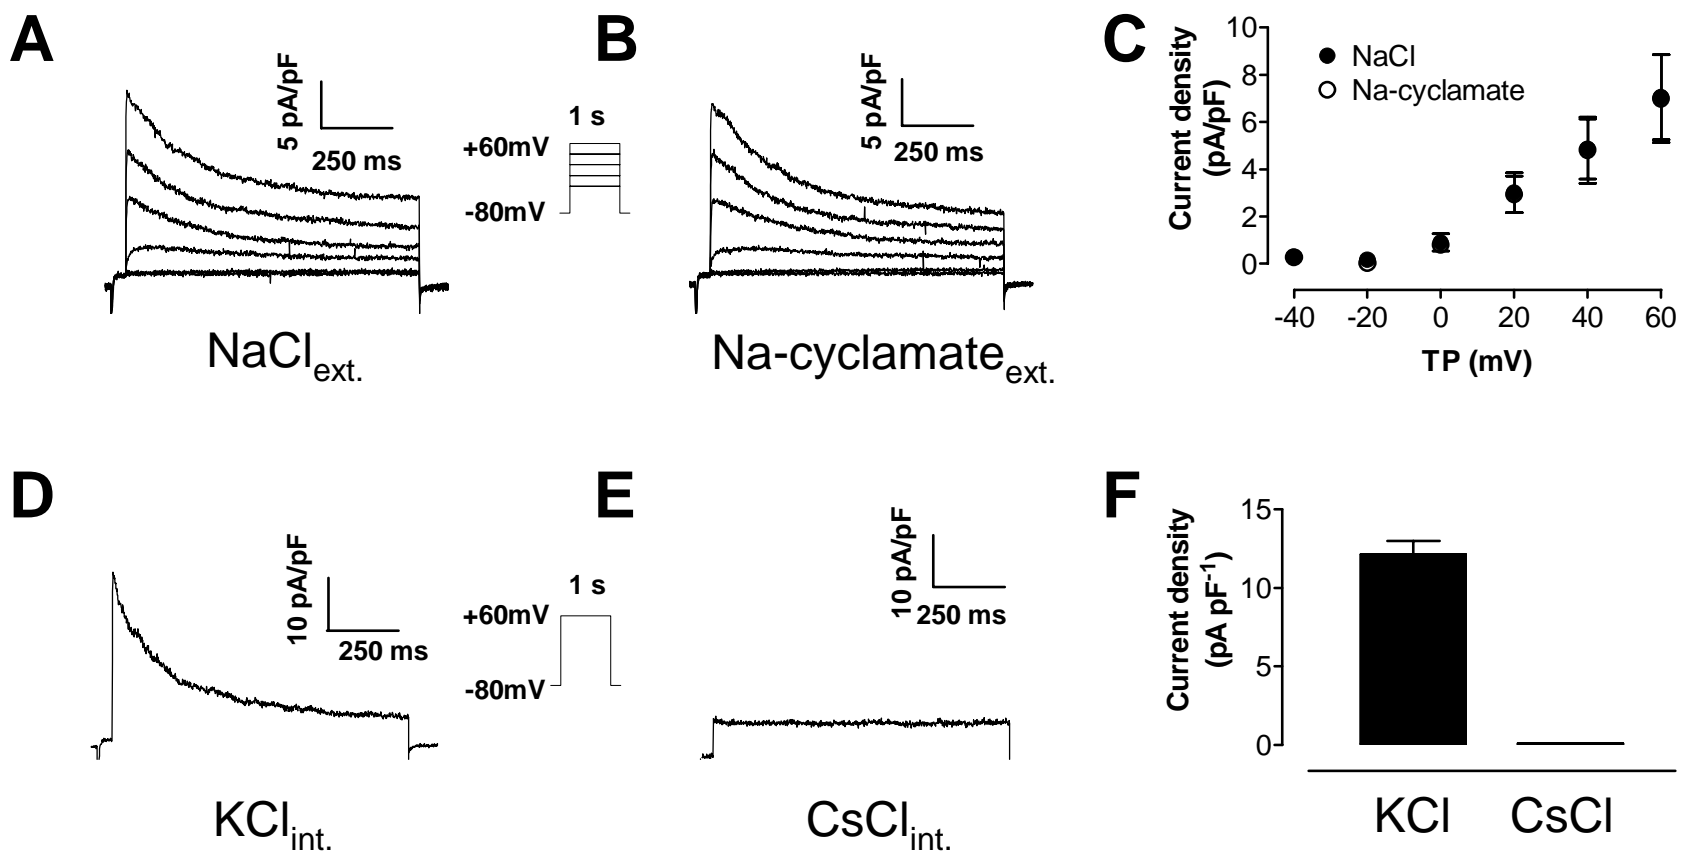 A
5 pA/pF
250 ms
NaCl ext.
1 s
+60mV
-80mV
B
5 pA/pF
250 ms
Na-cyclamate ext.
C
Current density
(pA/pF)
10
8
6
4
2
0
NaCl
Na-cyclamate
-40 -20 0 20 40 60
TP (mV)
D
10 pA/pF
250 ms
KCl int.
1 s
+60mV
-80mV
E
10 pA/pF
250 ms
CsCl int.
F
Current density
(pA pF-1)
15
10
5
0
KCl CsCl